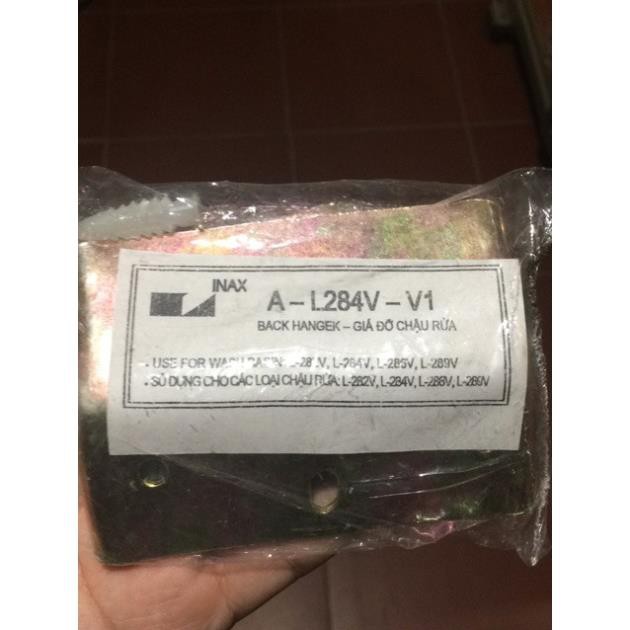 INAX
A – L284V – V1
BACK HANGEK – GIÁ ĐỠ CHẬU RỬA
• USE FOR WASH BASIN: L-282V, L-284V, L-285V, L-289V
• SỬ DỤNG CHO CÁC LOẠI CHẬU RỬA: L-282V, L-284V, L-285V, L-289V